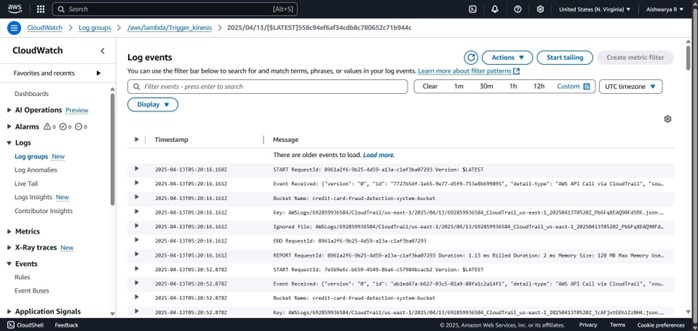 aws
Search
[Alt+S]
United States (N. Virginia)
Aishwarya R
CloudWatch
Log groups
/aws/lambda/Trigger_kinesis
2025/04/13/[$LATEST]558c94ef6af34cdb8c780652c71b944c
CloudWatch
Favorites and recents
Dashboards
AI Operations Preview
Alarms 0 0 0
Logs
Log groups New
Log Anomalies
Live Tail
Logs Insights New
Contributor Insights
Metrics
X-Ray traces New
Events
Rules
Event Buses
Application Signals
Log events
Actions
Start tailing
Create metric filter
You can use the filter bar below to search for and match terms, phrases, or values in your log events. Learn more about filter patterns
Filter events - press enter to search
Clear 1m 30m 1h 12h Custom
UTC timezone
Display
Timestamp Message
There are older events to load. Load more.
2025-04-13T05:20:16.160Z START RequestId: 8961a2f6-9b25-4d59-a13a-c1af3ba07293 Version: $LATEST
2025-04-13T05:20:16.161Z Event Received: {"version": "0", "id": "7727b5df-1e65-9e77-d5f9-753a8b699895", "detail-type": "AWS API Call via CloudTrail", "sou…
2025-04-13T05:20:16.161Z Bucket Name: credit-card-fraud-detection-system-bucket
2025-04-13T05:20:16.161Z Key: AWSLogs/692859936584/CloudTrail/us-east-1/2025/04/13/692859936584_CloudTrail_us-east-1_20250413T0520Z_
2025-04-13T05:20:16.161Z Ignored file: AWSLogs/692859936584/CloudTrail/us-east-1/2025/04/13/692859936584_CloudTrail_us-east-1_20250413T0520Z_
2025-04-13T05:20:16.161Z END RequestId: 8961a2f6-9b25-4d59-a13a-c1af3ba07293
2025-04-13T05:20:16.161Z REPORT RequestId: 8961a2f6-9b25-4d59-a13a-c1af3ba07293 Duration: 1.13 ms Billed Duration: 2 ms Memory Size: 128 MB Max Memory Use…
2025-04-13T05:20:52.878Z START RequestId: 7a5b9e6c-b659-4549-86a6-c57984bcacb2 Version: $LATEST
2025-04-13T05:20:52.878Z Event Received: {"version": "0", "id": "ab1ed47a-b627-03c5-02a9-88fa1c2a14f1", "detail-type": "AWS API Call via CloudTrail", "sou…
2025-04-13T05:20:52.878Z Bucket Name: credit-card-fraud-detection-system-bucket
2025-04-13T05:20:52.878Z Key: AWSLogs/692859936584/CloudTrail/us-east-1/2025/04/13/692859936584_CloudTrail_us-east-1_20250413T0520Z_
CloudShell Feedback
© 2025, Amazon Web Services, Inc. or its affiliates. Privacy Terms Cookie preferences